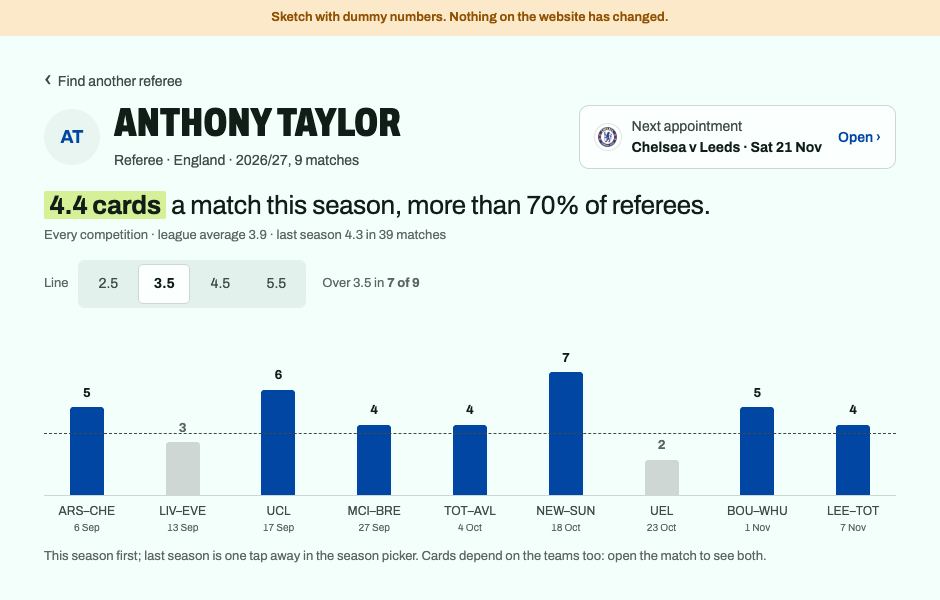 Sketch with dummy numbers. Nothing on the website has changed.
‹ Find another referee
AT
ANTHONY TAYLOR
Referee · England · 2026/27, 9 matches
Next appointment
Chelsea v Leeds · Sat 21 Nov
Open ›
4.4 cards a match this season, more than 70% of referees.
Every competition · league average 3.9 · last season 4.3 in 39 matches
Line 2.5 3.5 4.5 5.5 Over 3.5 in 7 of 9
5 3 6 4 4 7 2 5 4
ARS–CHE LIV–EVE UCL MCI–BRE TOT–AVL NEW–SUN UEL BOU–WHU LEE–TOT
6 Sep 13 Sep 17 Sep 27 Sep 4 Oct 18 Oct 23 Oct 1 Nov 7 Nov
This season first; last season is one tap away in the season picker. Cards depend on the teams too: open the match to see both.